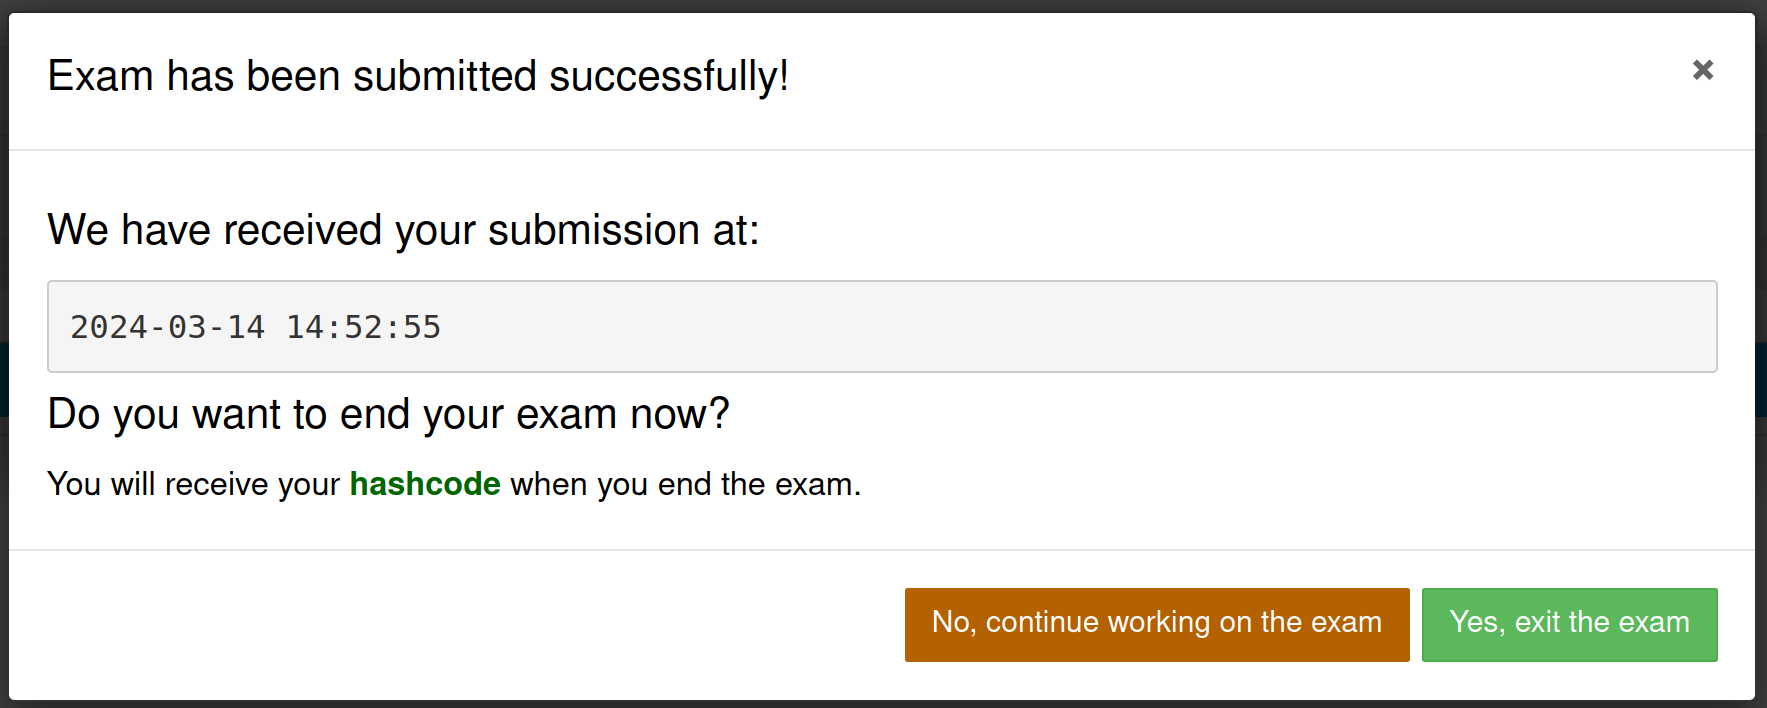 Exam has been submitted successfully!
We have received your submission at:
2024-03-14 14:52:55
Do you want to end your exam now?
You will receive your hashcode when you end the exam.
No, continue working on the exam
Yes, exit the exam